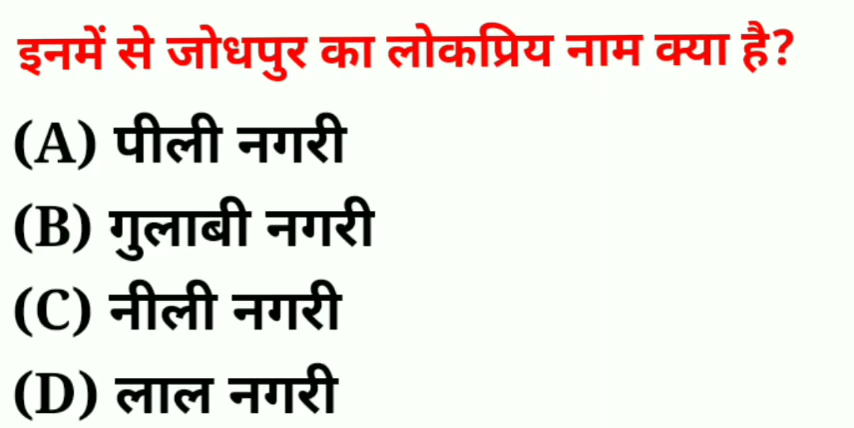 इनमें से जोधपुर का लोकप्रिय नाम क्या है?
(A) पीली नगरी
(B) गुलाबी नगरी
(C) नीली नगरी
(D) लाल नगरी